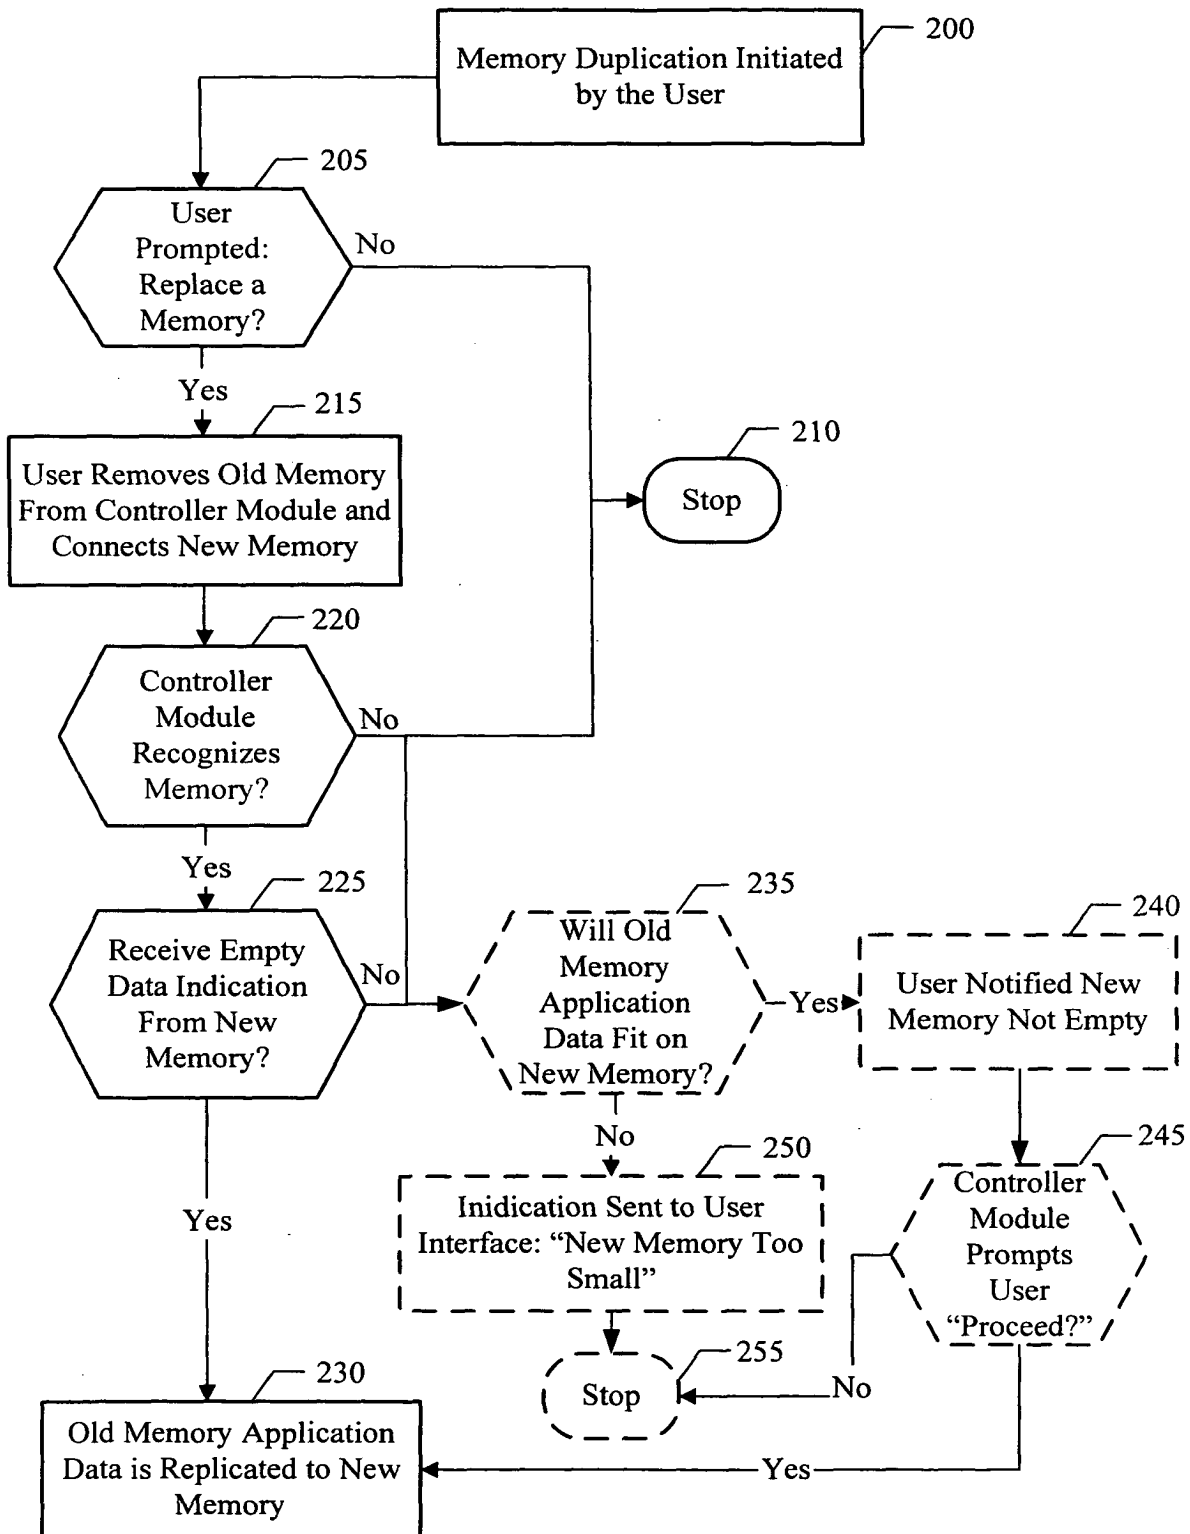 200
Memory Duplication Initiated
by the User
205
User
Prompted:
Replace a
Memory?
No
Yes
215
User Removes Old Memory
From Controller Module and
Connects New Memory
210
Stop
220
Controller
Module
Recognizes
Memory?
No
Yes
225
Receive Empty
Data Indication
From New
Memory?
No
235
Will Old
Memory
Application
Data Fit on
New Memory?
Yes
240
User Notified New
Memory Not Empty
No
250
Inidication Sent to User
Interface: “New Memory Too
Small”
245
Controller
Module
Prompts
User
“Proceed?”
Yes
255
Stop
No
230
Old Memory Application
Data is Replicated to New
Memory
Yes